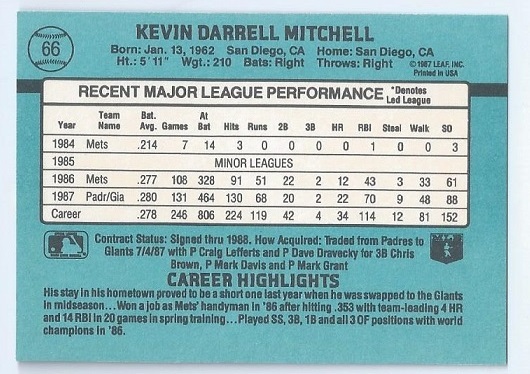 66
KEVIN DARRELL MITCHELL
Born: Jan. 13, 1962 San Diego, CA Home: San Diego, CA
Ht.: 5'11" Wgt.: 210 Bats: Right Throws: Right
©1987 LEAF, INC.
Printed in USA
RECENT MAJOR LEAGUE PERFORMANCE
*Denotes
Led League
Year Team Name Bat. Avg. Games At Bat Hits Runs 2B 3B HR RBI Steal Walk SO
1984 Mets .214 7 14 3 0 0 0 0 1 0 0 3
1985 MINOR LEAGUES
1986 Mets .277 108 328 91 51 22 2 12 43 3 33 61
1987 Padr/Gia .280 131 464 130 68 20 2 22 70 9 48 88
Career .278 246 806 224 119 42 4 34 114 12 81 152
Contract Status: Signed thru 1988. How Acquired: Traded from Padres to
Giants 7/4/87 with P Craig Lefferts and P Dave Dravecky for 3B Chris
Brown, P Mark Davis and P Mark Grant
CAREER HIGHLIGHTS
His stay in his hometown proved to be a short one last year when he was swapped to the Giants
in midseason...Won a job as Mets' handyman in '86 after hitting .353 with team-leading 4 HR
and 14 RBI in 20 games in spring training...Played SS, 3B, 1B and all 3 OF positions with world
champions in '86.